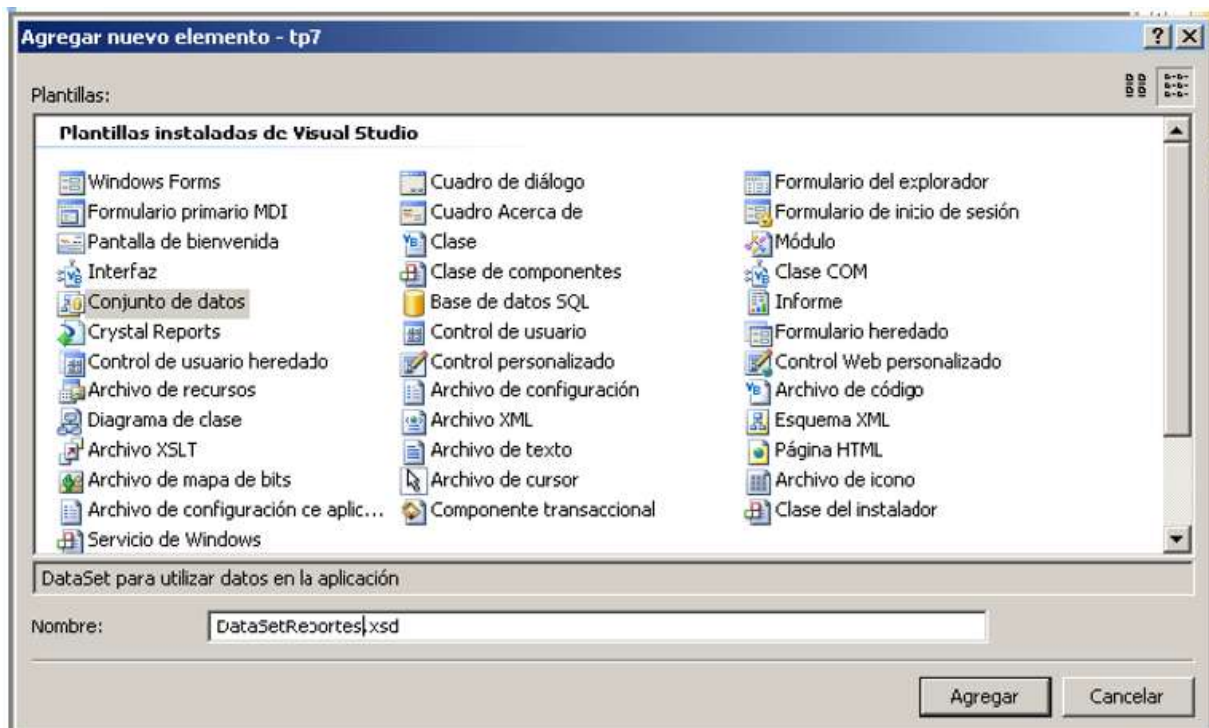 Agregar nuevo elemento - tp7
Plantillas:
Plantillas instaladas de Visual Studio
Windows Forms Cuadro de diálogo Formulario del explorador
Formulario primario MDI Cuadro Acerca de Formulario de inicio de sesión
Pantalla de bienvenida Clase Módulo
Interfaz Clase de componentes Clase COM
Conjunto de datos Base de datos SQL Informe
Crystal Reports Control de usuario Formulario heredado
Control de usuario heredado Control personalizado Control Web personalizado
Archivo de recursos Archivo de configuración Archivo de código
Diagrama de clase Archivo XML Esquema XML
Archivo XSLT Archivo de texto Página HTML
Archivo de mapa de bits Archivo de cursor Archivo de icono
Archivo de configuración de aplic... Componente transaccional Clase del instalador
Servicio de Windows
DataSet para utilizar datos en la aplicación
Nombre: DataSetReportes.xsd
Agregar Cancelar